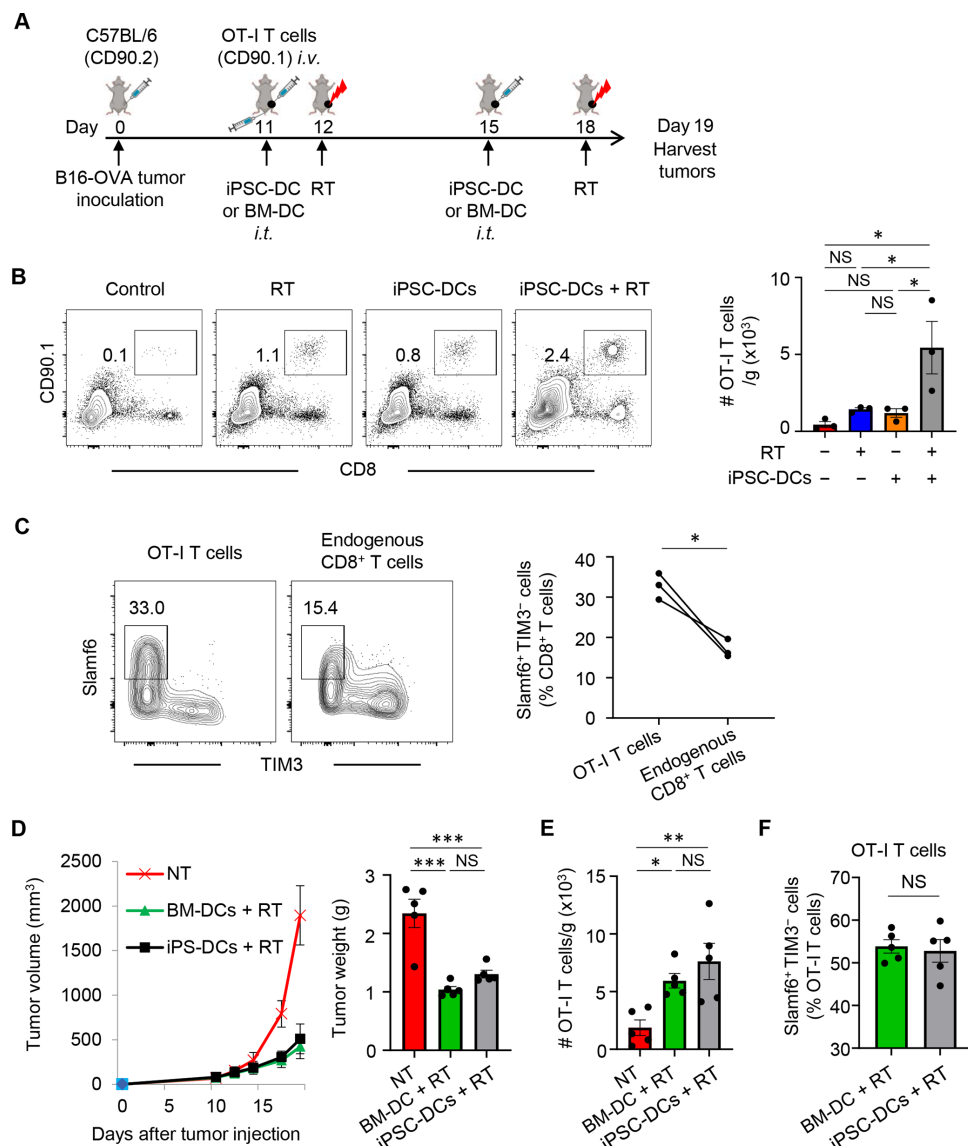 A
C57BL/6
(CD90.2)
OT-I T cells
(CD90.1) i.v.
Day 0 11 12 15 18
Day 19
Harvest
tumors
B16-OVA tumor
inoculation
iPSC-DC
or BM-DC
i.t.
RT
iPSC-DC
or BM-DC
i.t.
RT
B
Control
RT
iPSC-DCs
iPSC-DCs + RT
0.1
1.1
0.8
2.4
CD90.1
CD8
# OT-I T cells
/g (x10³)
10
5
0
*
NS *
NS *
NS
RT − + − +
iPSC-DCs − − + +
C
OT-I T cells
Endogenous
CD8⁺ T cells
33.0
15.4
Slamf6
TIM3
Slamf6⁺ TIM3⁻ cells
(% CD8⁺ T cells)
40
30
20
10
0
*
OT-I T cells
Endogenous
CD8⁺ T cells
D
Tumor volume (mm³)
2500
2000
1500
1000
500
0
NT
BM-DCs + RT
iPS-DCs + RT
0 5 10 15 20
Days after tumor injection
Tumor weight (g)
3
2
1
0
***
*** NS
NT
BM-DC + RT
iPSC-DCs + RT
E
# OT-I T cells/g (x10³)
15
10
5
0
**
* NS
NT
BM-DC + RT
iPSC-DCs + RT
F
OT-I T cells
Slamf6⁺ TIM3⁻ cells
(% OT-I T cells)
70
60
50
40
30
NS
BM-DC + RT
iPSC-DCs + RT